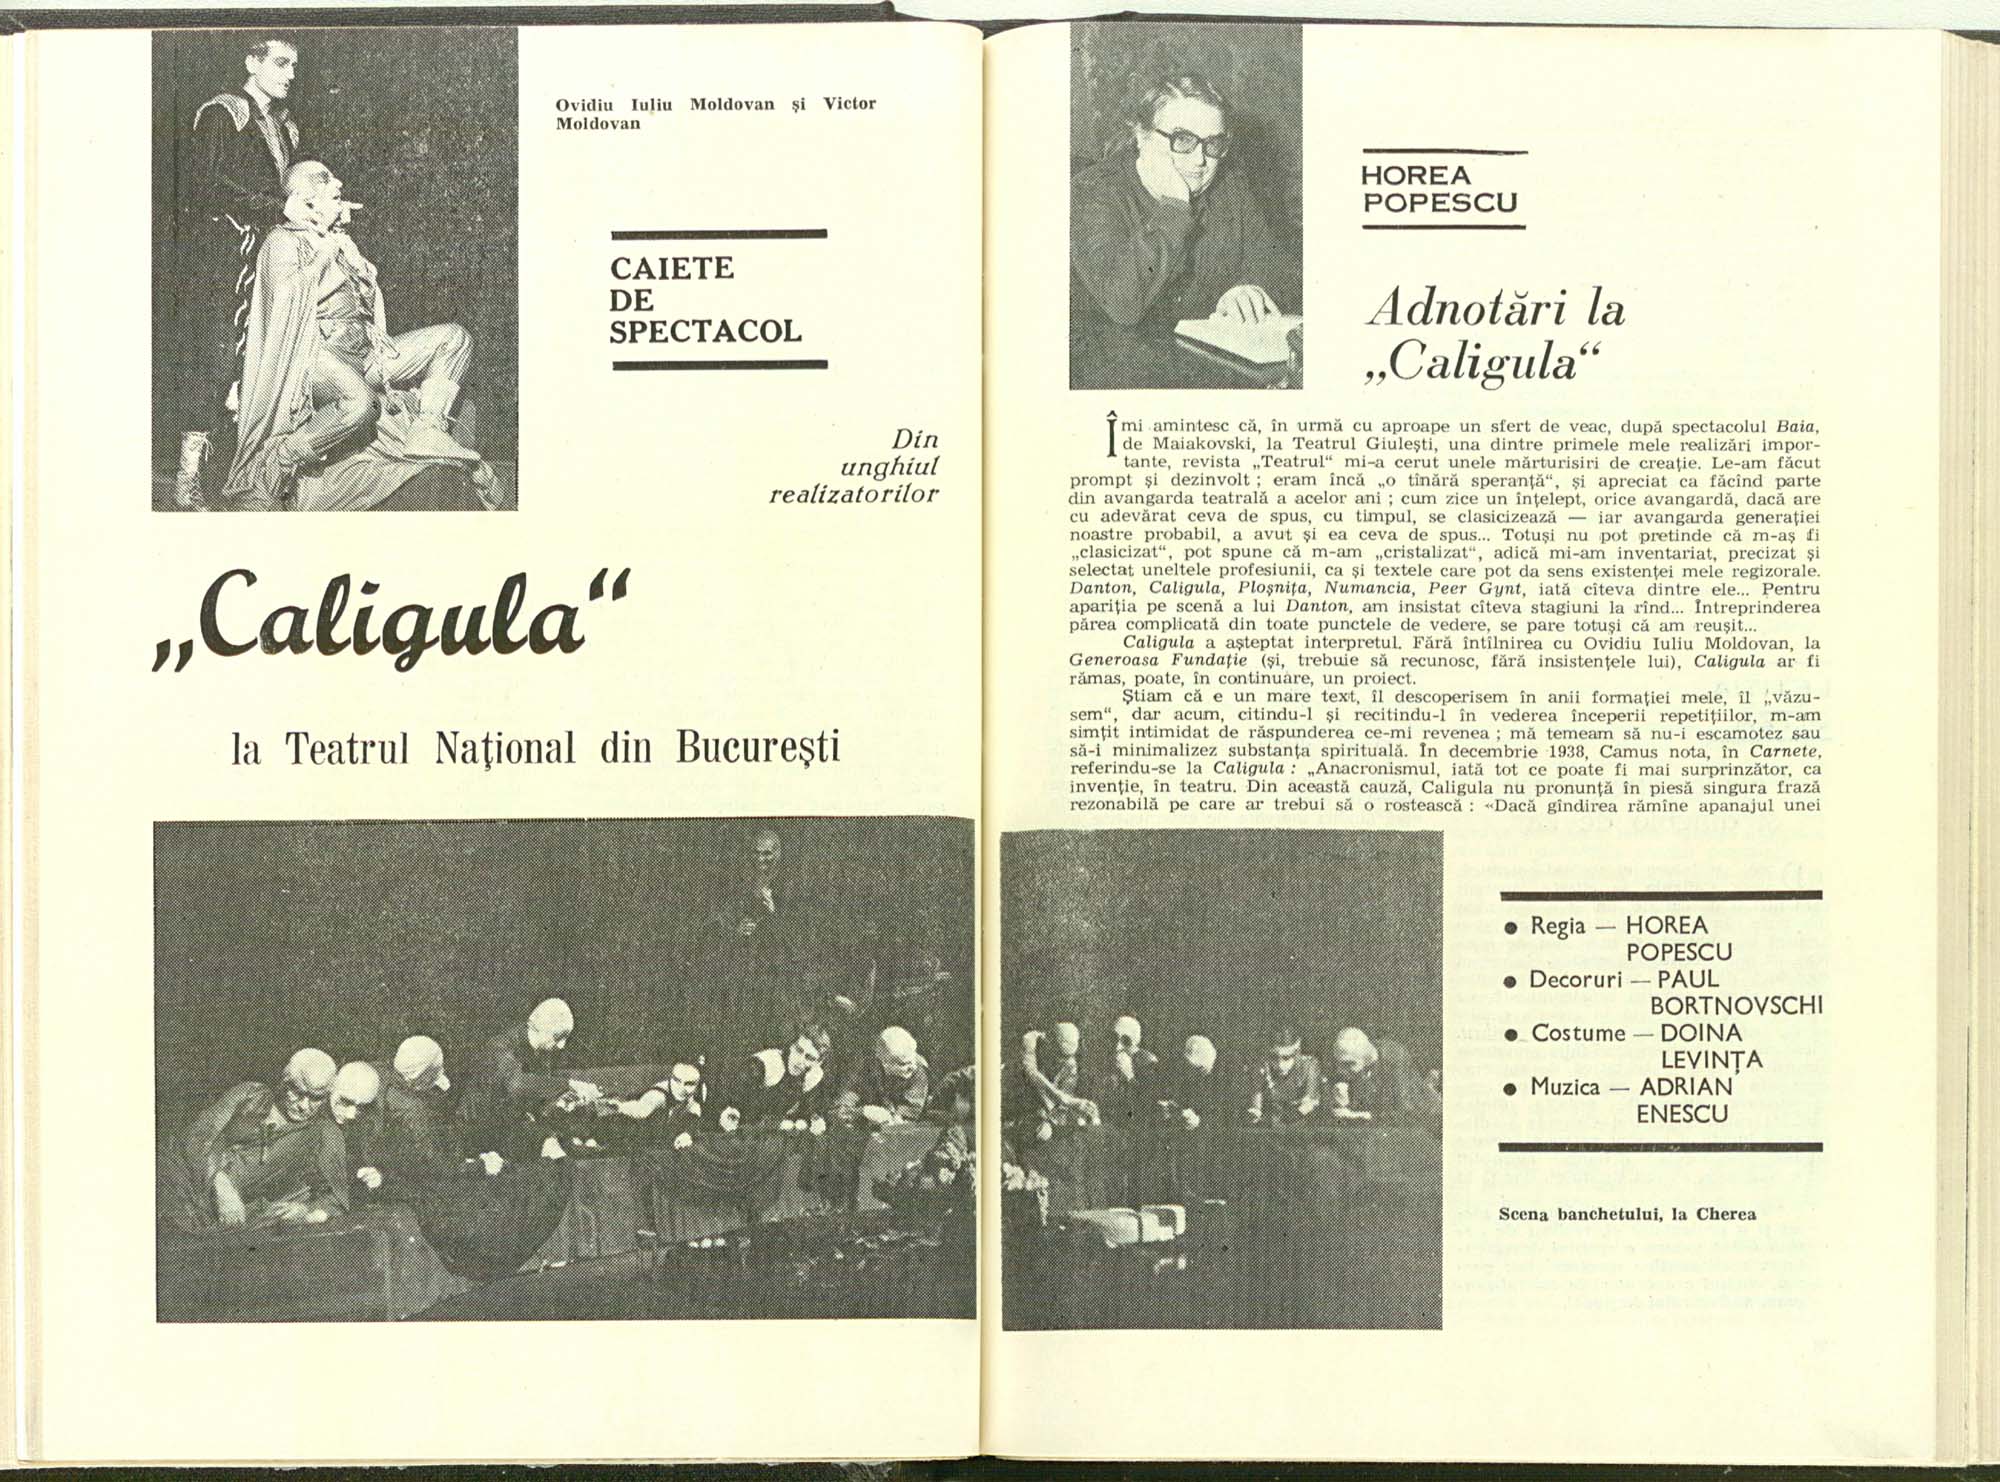 Ovidiu Iuliu Moldovan și Victor
Moldovan
CAIETE
DE
SPECTACOL
Din
unghiul
realizatorilor
„Caligula“
la Teatrul Național din București
HOREA
POPESCU
Adnotări la
„Caligula“
Îmi amintesc că, în urmă cu aproape un sfert de veac, după spectacolul Baia,
de Maiakovski, la Teatrul Giulești, una dintre primele mele realizări impor-
tante, revista „Teatrul“ mi-a cerut unele mărturisiri de creație. Le-am făcut
prompt și dezinvolt ; eram încă „o tînără speranță“, și apreciat ca făcînd parte
din avangarda teatrală a acelor ani ; cum zice un înțelept, orice avangardă, dacă are
cu adevărat ceva de spus, cu timpul, se clasicizează — iar avangarda generației
noastre probabil, a avut și ea ceva de spus... Totuși nu pot pretinde că m-aș fi
„clasicizat“, pot spune că m-am „cristalizat“, adică mi-am inventariat, precizat și
selectat uneltele profesiunii, ca și textele care pot da sens existenței mele regizorale.
Danton, Caligula, Ploșnița, Numancia, Peer Gynt, iată cîteva dintre ele... Pentru
apariția pe scenă a lui Danton, am insistat cîteva stagiuni la rînd... Întreprinderea
părea complicată din toate punctele de vedere, se pare totuși că am reușit...
Caligula a așteptat interpretul. Fără întîlnirea cu Ovidiu Iuliu Moldovan, la
Generoasa Fundație (și, trebuie să recunosc, fără insistențele lui), Caligula ar fi
rămas, poate, în continuare, un proiect.
Știam că e un mare text, îl descoperisem în anii formației mele, îl „văzu-
sem“, dar acum, citindu-l și recitindu-l în vederea începerii repetițiilor, m-am
simțit intimidat de răspunderea ce-mi revenea ; mă temeam să nu-i escamotez sau
să-i minimalizez substanța spirituală. În decembrie 1938, Camus nota, în Carnete,
referindu-se la Caligula : „Anacronismul, iată tot ce poate fi mai surprinzător, ca
invenție, în teatru. Din această cauză, Caligula nu pronunță în piesă singura frază
rezonabilă pe care ar trebui să o rostească : «Dacă gîndirea rămîne apanajul unei
● Regia — HOREA
POPESCU
● Decoruri — PAUL
BORTNOVSCHI
● Costume — DOINA
LEVINȚA
● Muzica — ADRIAN
ENESCU
Scena banchetului, la Cherea